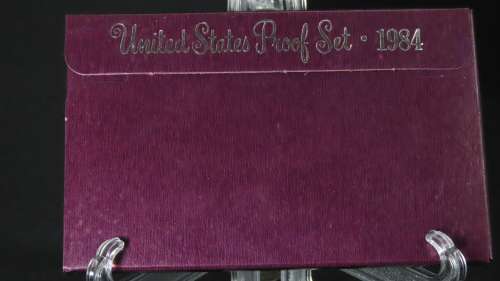 United States Proof Set · 1984